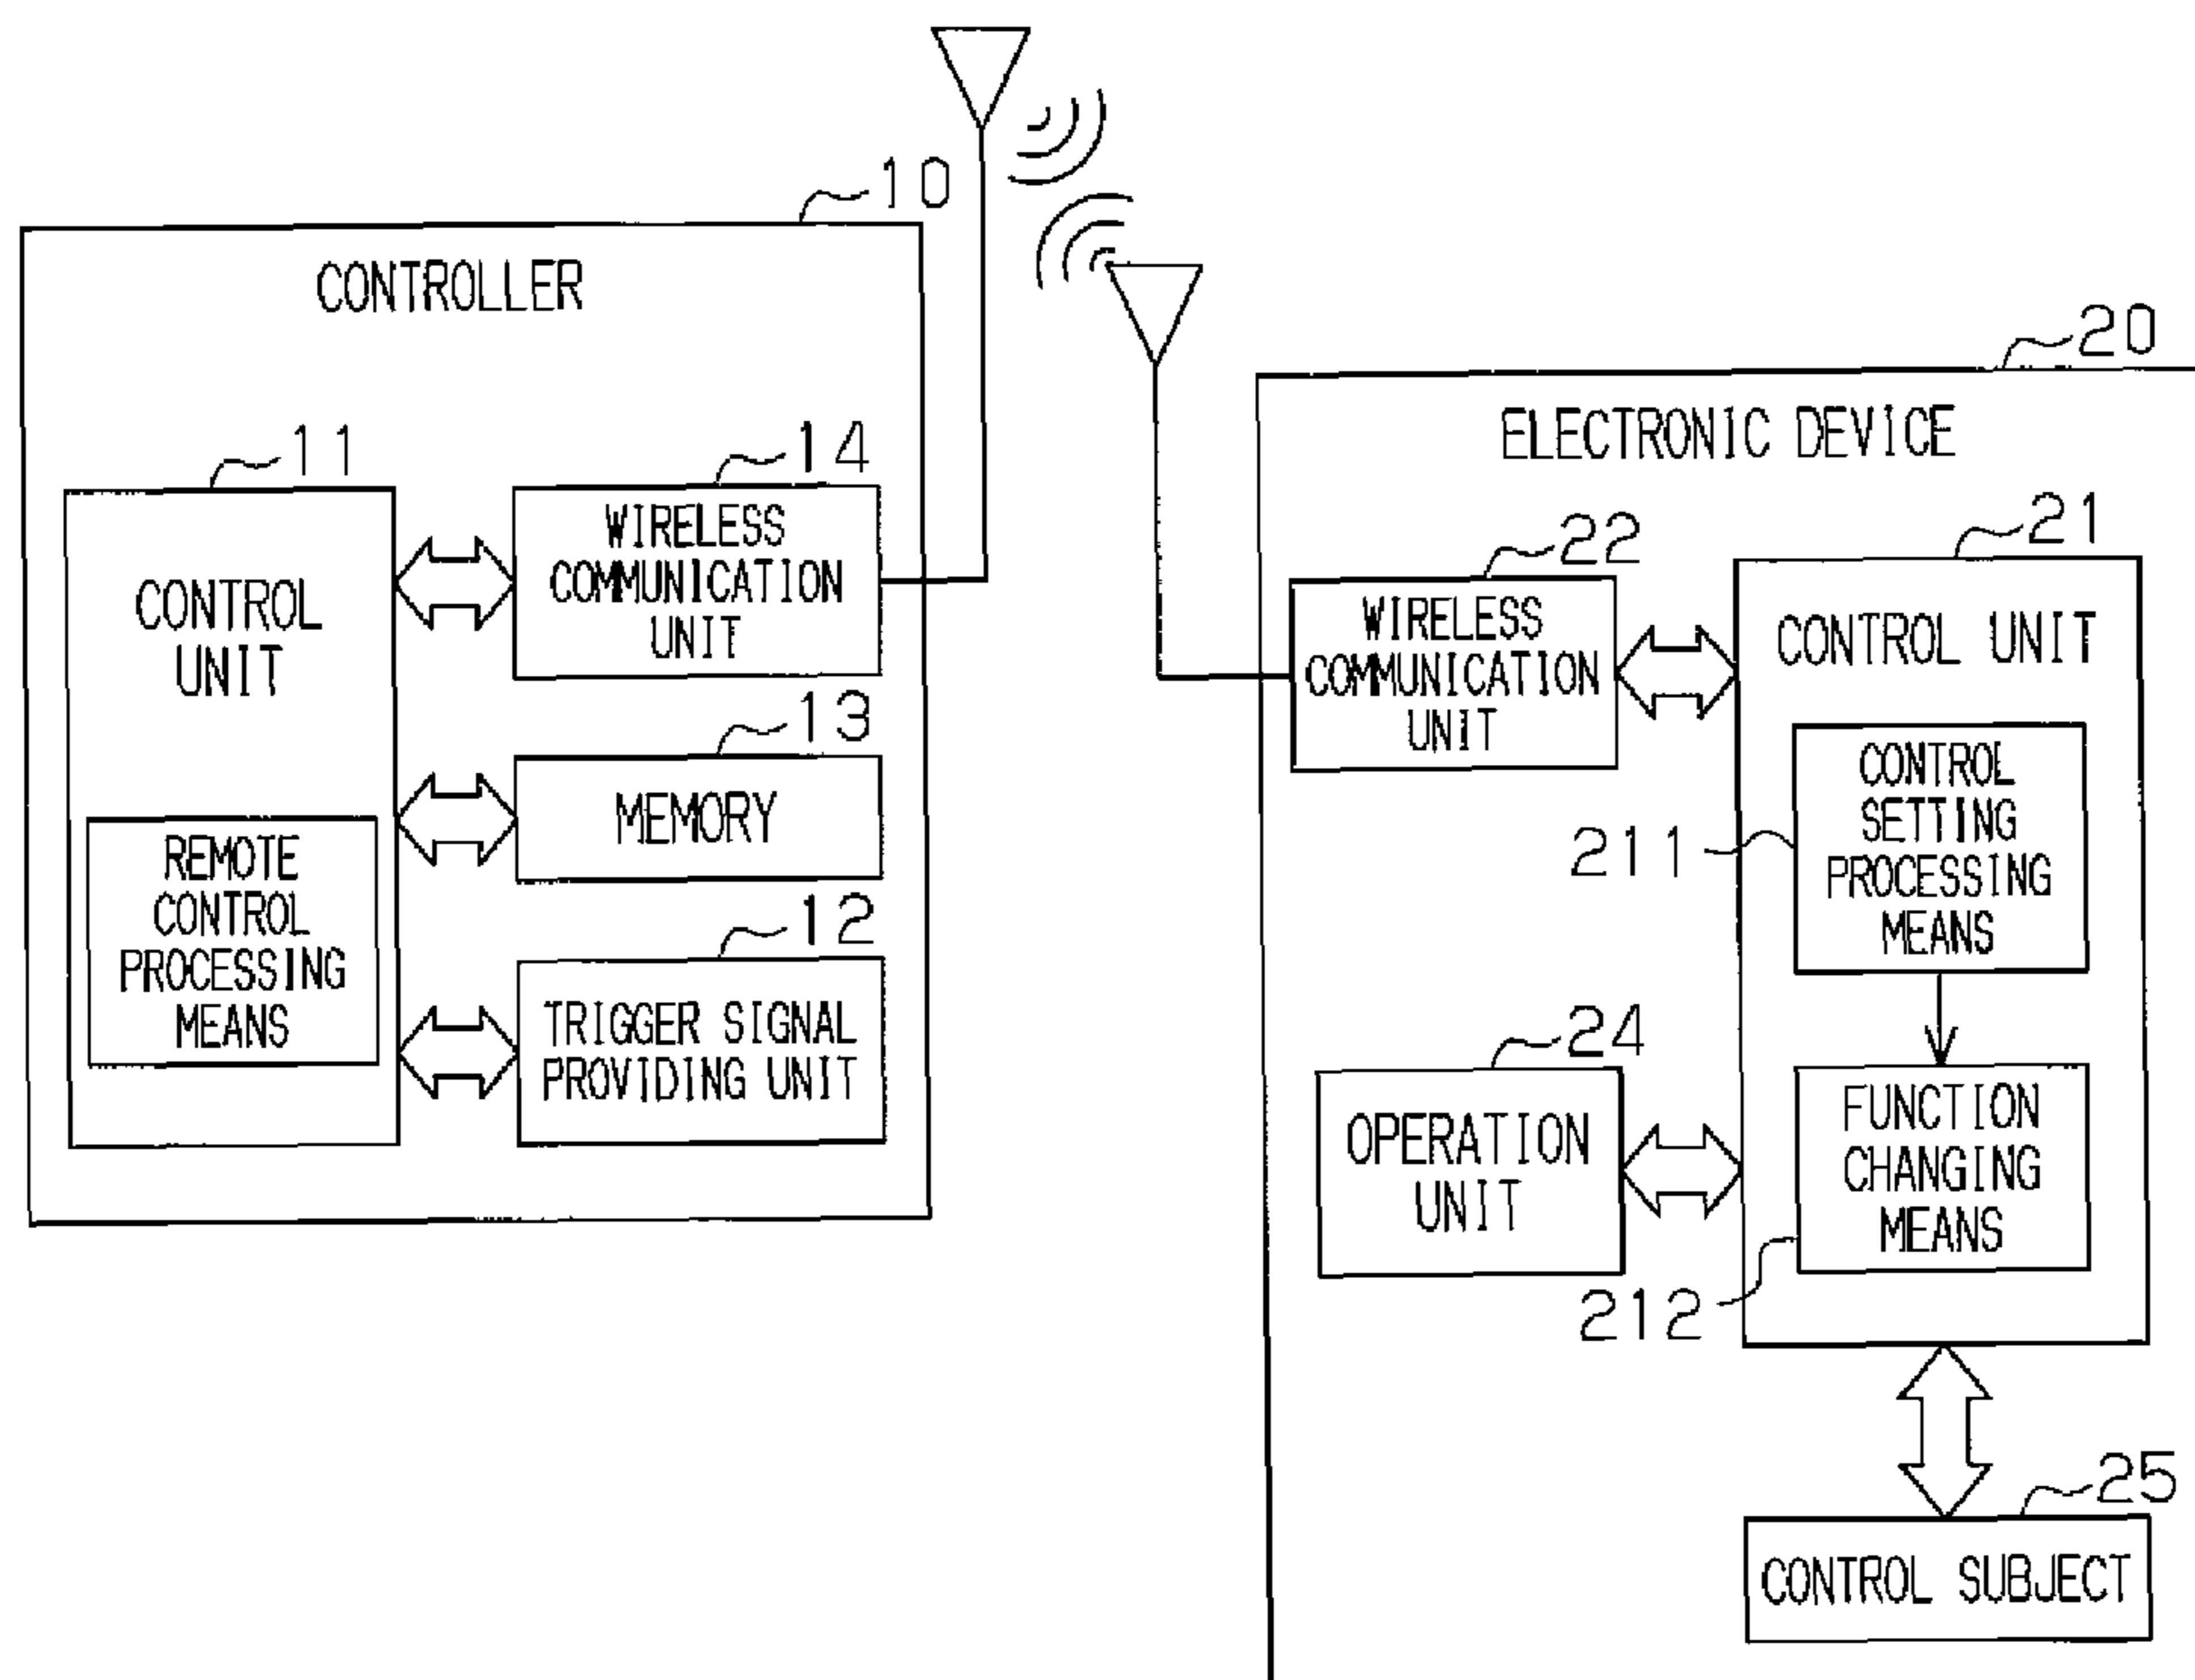 10
CONTROLLER
11
CONTROL
UNIT
REMOTE
CONTROL
PROCESSING
MEANS
14
WIRELESS
COMMUNICATION
UNIT
13
MEMORY
12
TRIGGER SIGNAL
PROVIDING UNIT
20
ELECTRONIC DEVICE
22
WIRELESS
COMMUNICATION
UNIT
21
CONTROL UNIT
211
CONTROL
SETTING
PROCESSING
MEANS
24
OPERATION
UNIT
212
FUNCTION
CHANGING
MEANS
25
CONTROL SUBJECT